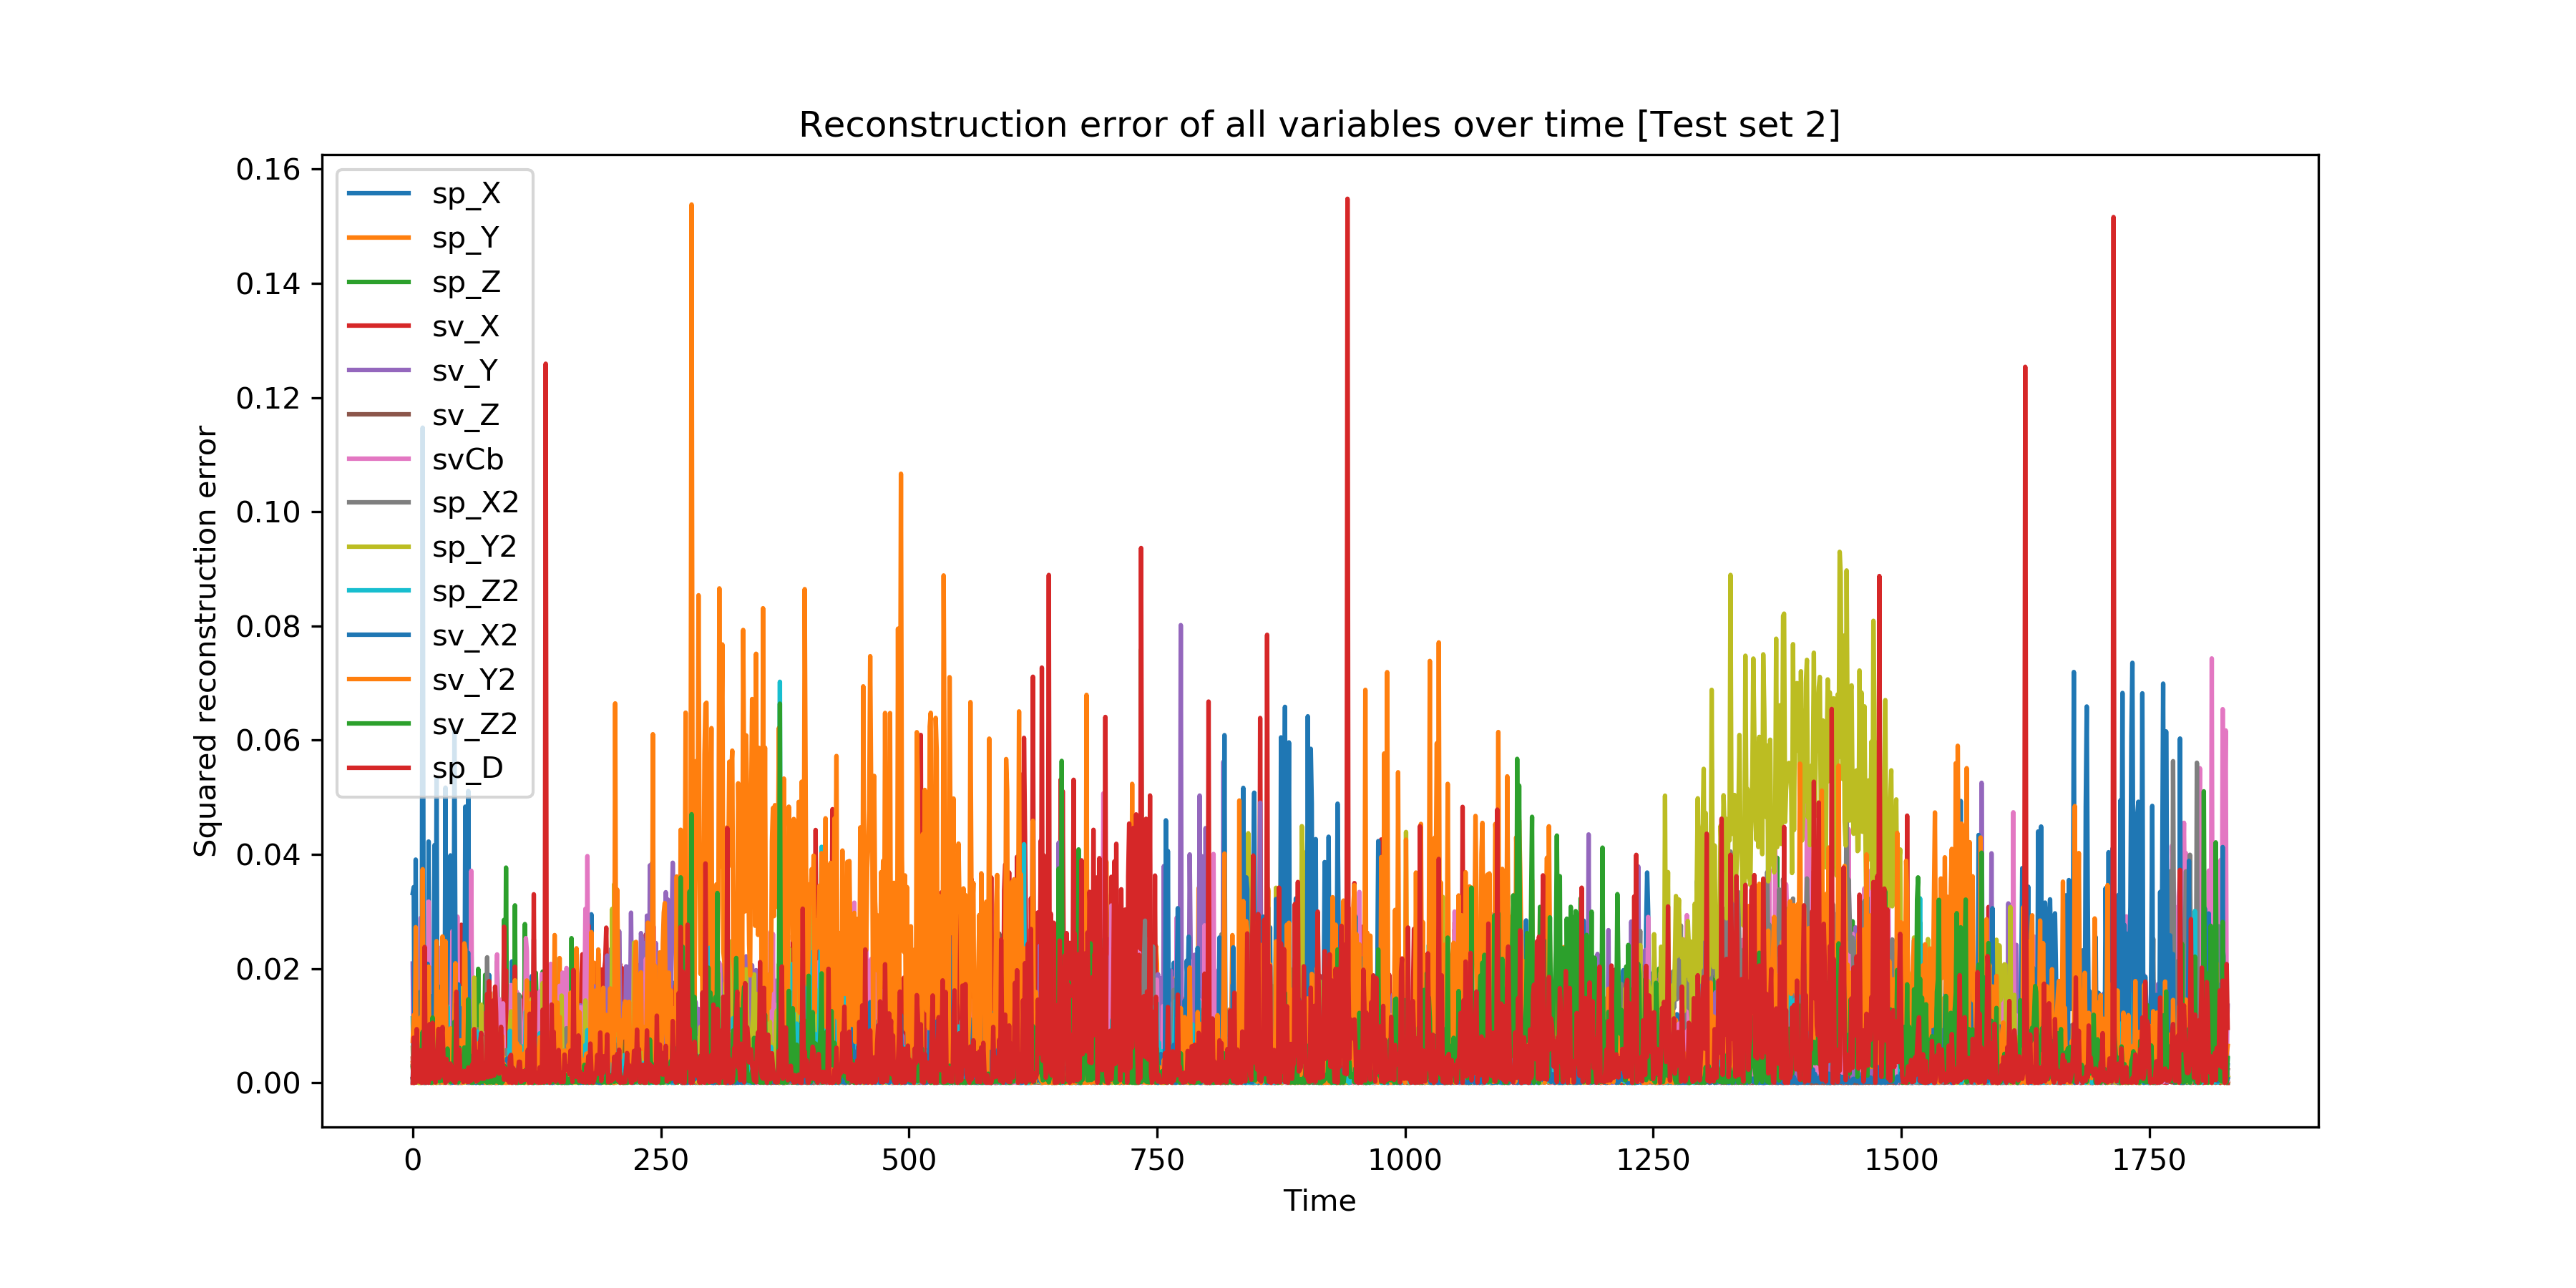 Reconstruction error of all variables over time [Test set 2]
0.16
0.14
0.12
0.10
0.08
0.06
0.04
0.02
0.00
Squared reconstruction error
sp_X
sp_Y
sp_Z
sv_X
sv_Y
sv_Z
svCb
sp_X2
sp_Y2
sp_Z2
sv_X2
sv_Y2
sv_Z2
sp_D
0 250 500 750 1000 1250 1500 1750
Time